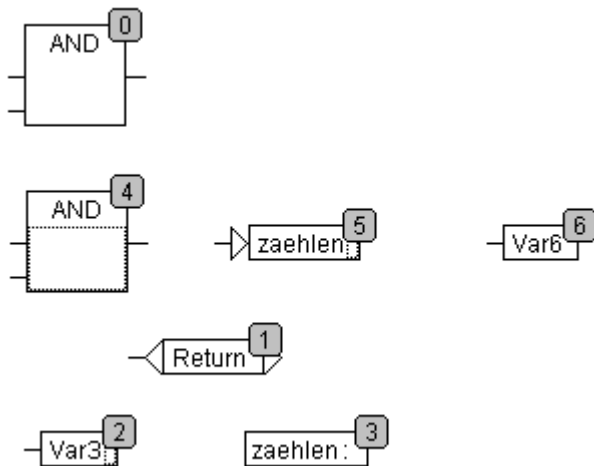 0
AND
4
AND
5
zaehlen
6
Var6
1
Return
2
Var3
3
zaehlen :